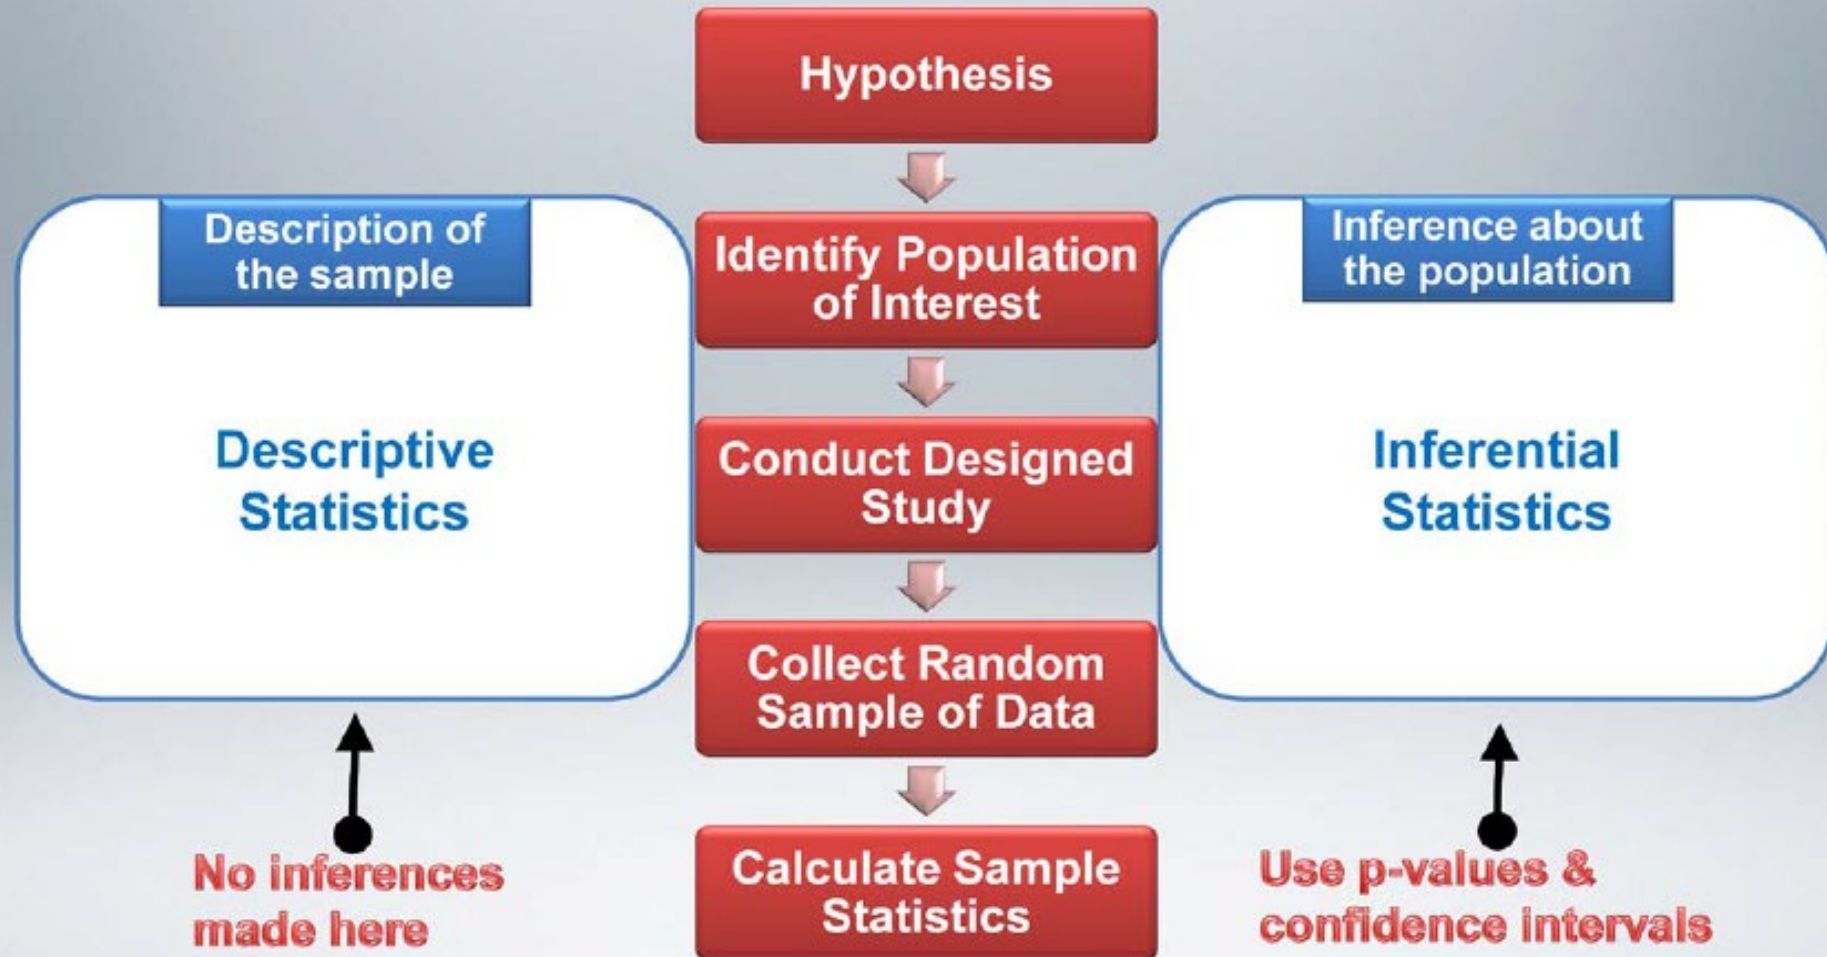 Hypothesis
Description of
the sample
Descriptive
Statistics
No inferences
made here
Identify Population
of Interest
Conduct Designed
Study
Collect Random
Sample of Data
Calculate Sample
Statistics
Inference about
the population
Inferential
Statistics
Use p-values &
confidence intervals